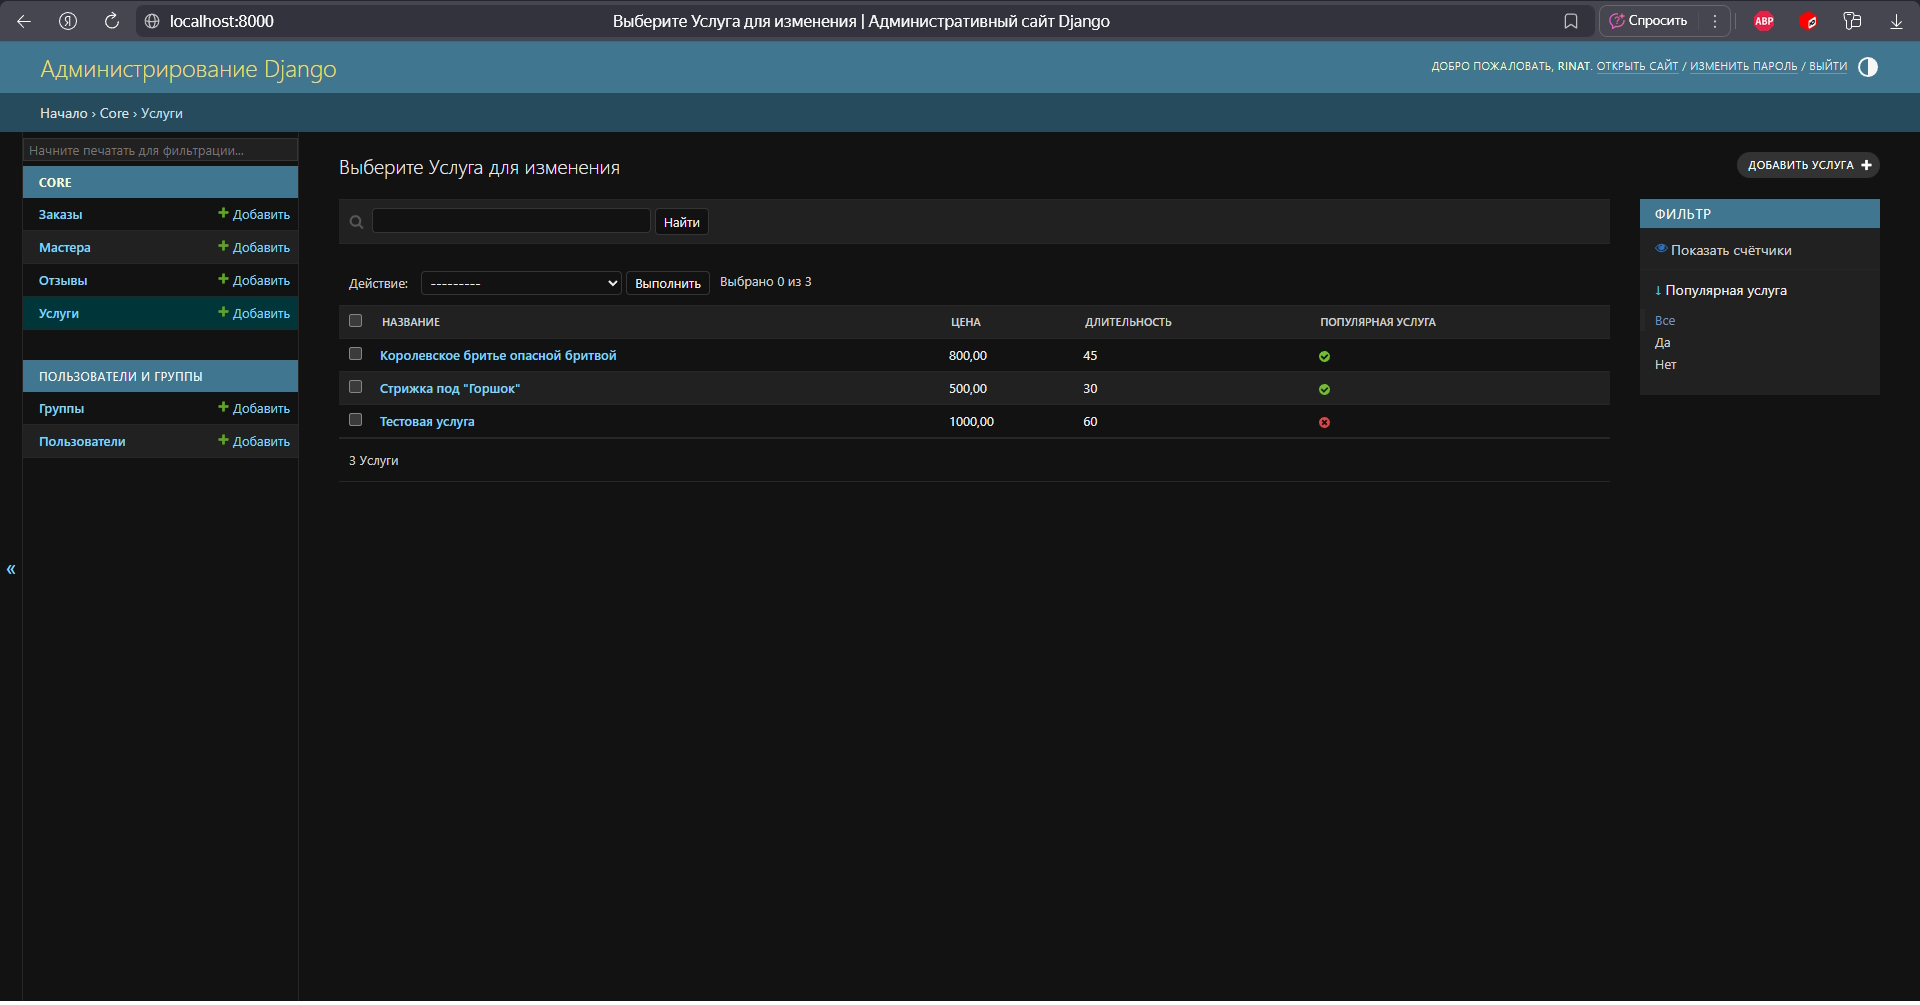 localhost:8000
Выберите Услуга для изменения | Административный сайт Django
Спросить
ABP
Администрирование Django
ДОБРО ПОЖАЛОВАТЬ, RINAT. ОТКРЫТЬ САЙТ / ИЗМЕНИТЬ ПАРОЛЬ / ВЫЙТИ
Начало › Core › Услуги
Начните печатать для фильтрации...
CORE
Заказы + Добавить
Мастера + Добавить
Отзывы + Добавить
Услуги + Добавить
ПОЛЬЗОВАТЕЛИ И ГРУППЫ
Группы + Добавить
Пользователи + Добавить
«
Выберите Услуга для изменения
ДОБАВИТЬ УСЛУГА +
Найти
Действие: --------- Выполнить Выбрано 0 из 3
НАЗВАНИЕ ЦЕНА ДЛИТЕЛЬНОСТЬ ПОПУЛЯРНАЯ УСЛУГА
Королевское бритье опасной бритвой 800,00 45
Стрижка под "Горшок" 500,00 30
Тестовая услуга 1000,00 60
3 Услуги
ФИЛЬТР
Показать счётчики
↓ Популярная услуга
Все
Да
Нет